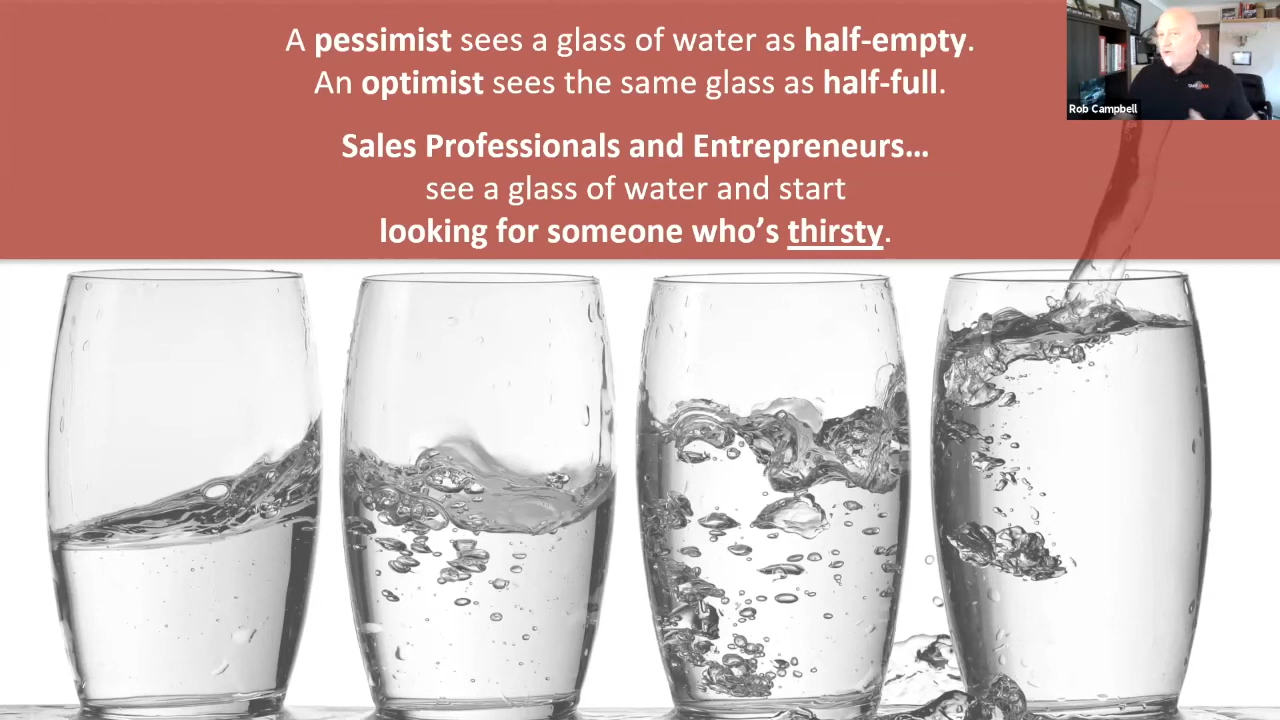 A pessimist sees a glass of water as half-empty.
An optimist sees the same glass as half-full.
Sales Professionals and Entrepreneurs…
see a glass of water and start
looking for someone who’s thirsty.
Rob Campbell